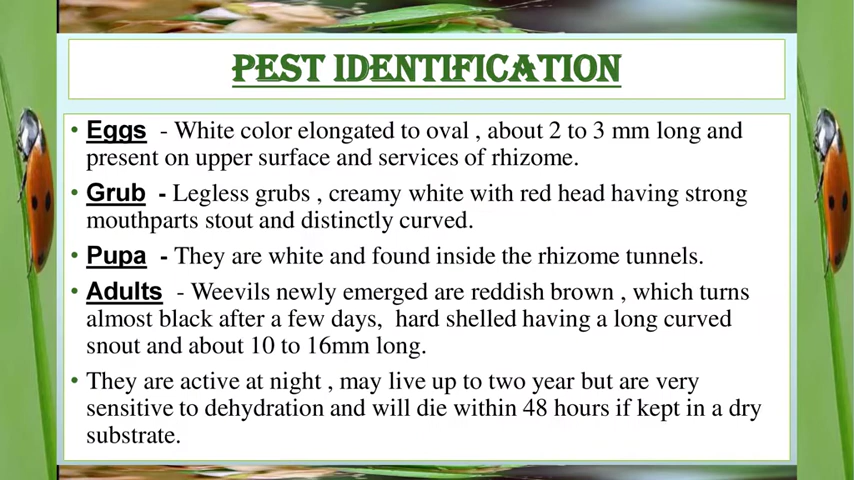 PEST IDENTIFICATION
• Eggs - White color elongated to oval , about 2 to 3 mm long and
present on upper surface and services of rhizome.
• Grub - Legless grubs , creamy white with red head having strong
mouthparts stout and distinctly curved.
• Pupa - They are white and found inside the rhizome tunnels.
• Adults - Weevils newly emerged are reddish brown , which turns
almost black after a few days, hard shelled having a long curved
snout and about 10 to 16mm long.
• They are active at night , may live up to two year but are very
sensitive to dehydration and will die within 48 hours if kept in a dry
substrate.